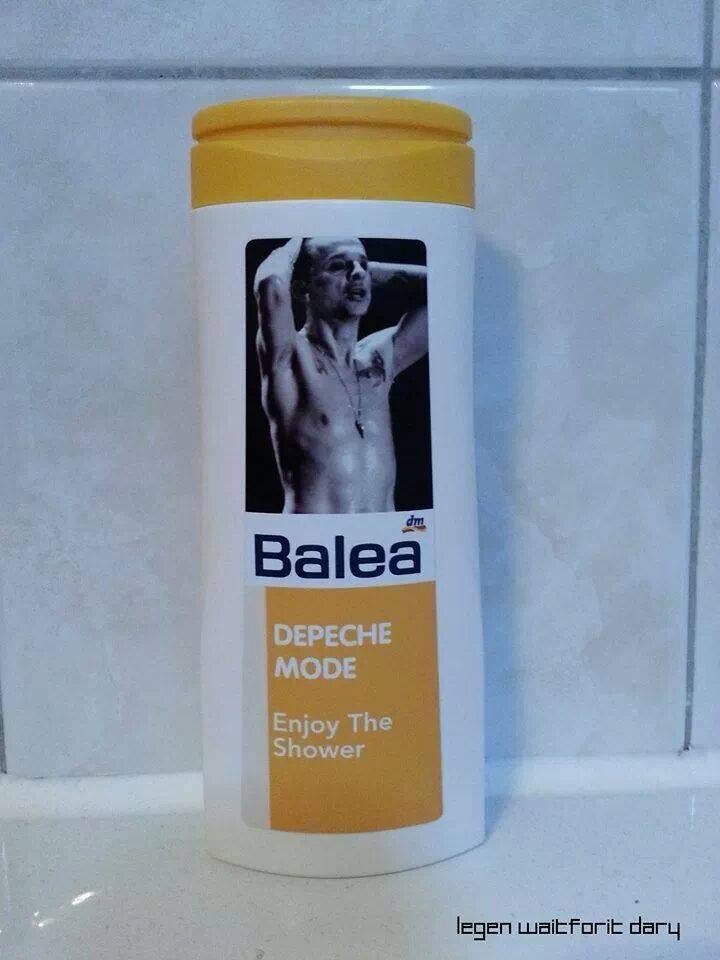 dm
Balea
DEPECHE
MODE
Enjoy The
Shower
legen waitforit dary